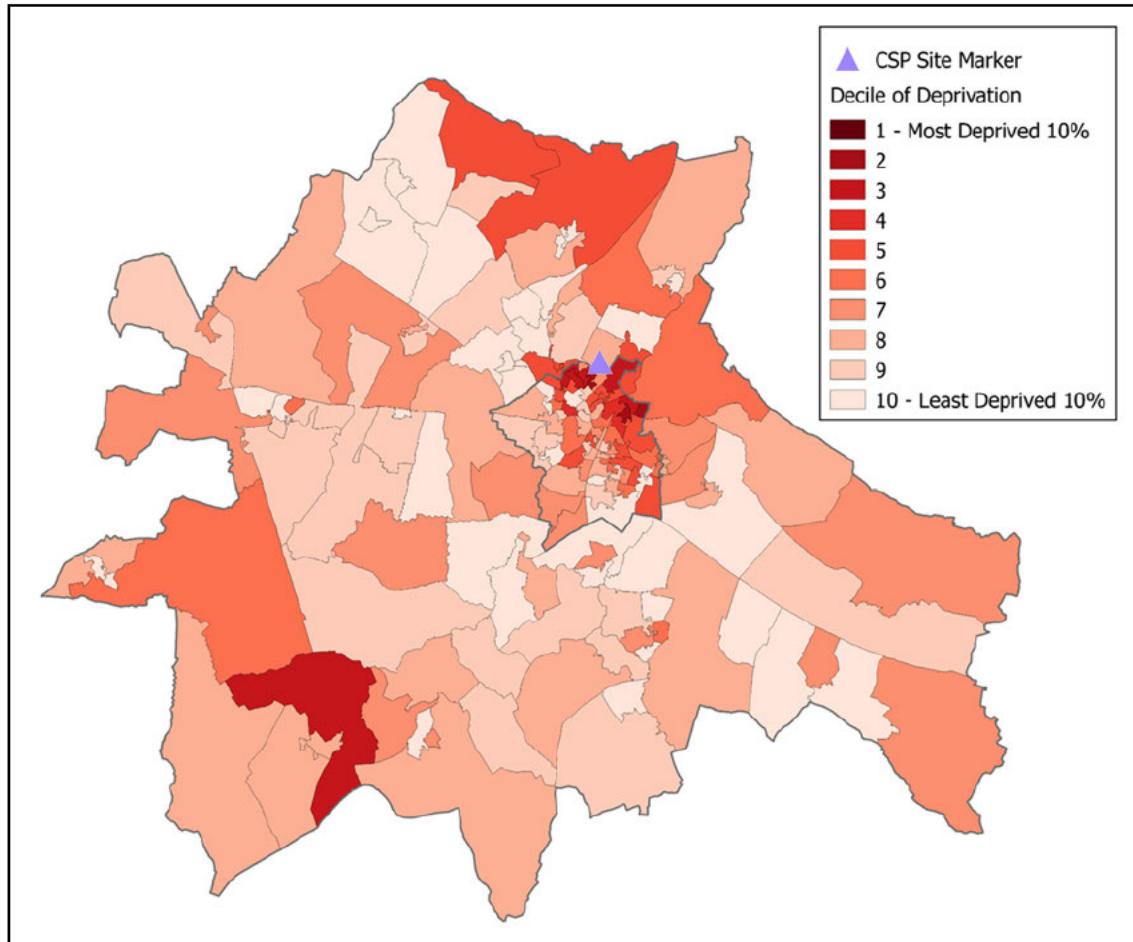 CSP Site Marker
Decile of Deprivation
1 - Most Deprived 10%
2
3
4
5
6
7
8
9
10 - Least Deprived 10%